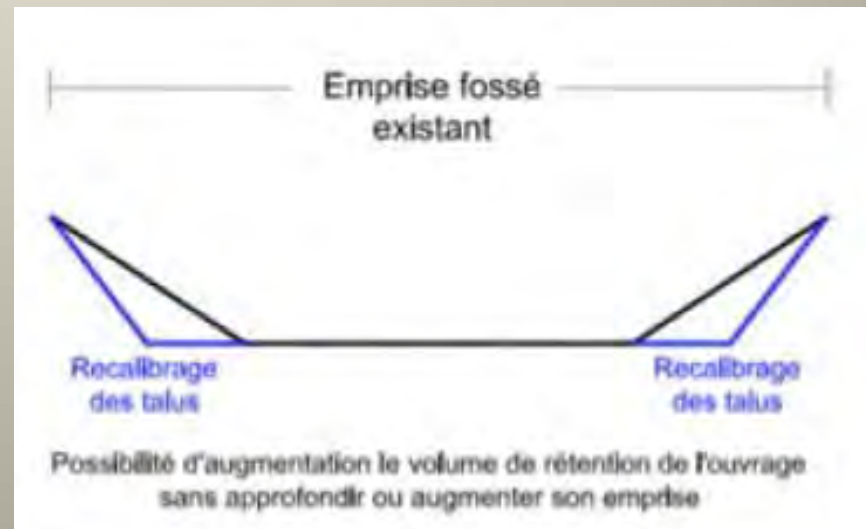 Emprise fossé
existant
Recalibrage
des talus
Recalibrage
des talus
Possibilité d'augmentation le volume de rétention de l'ouvrage
sans approfondir ou augmenter son emprise